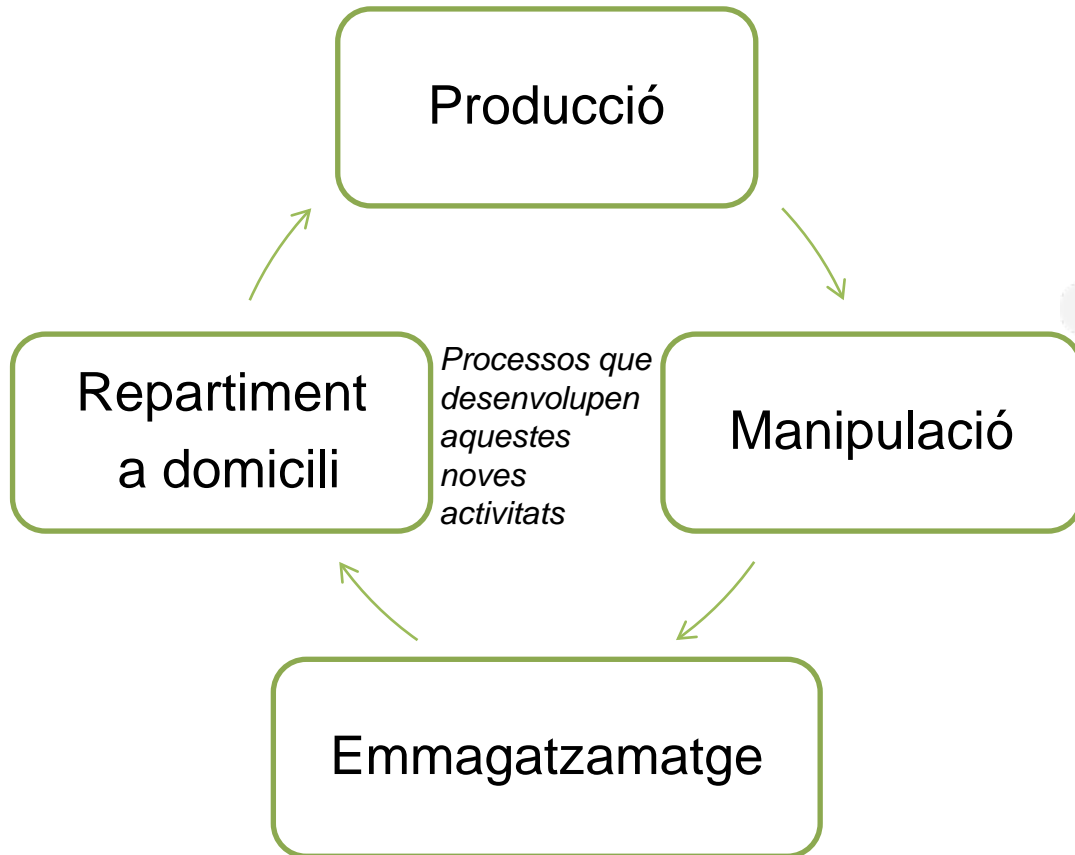 Producció
Repartiment
a domicili
Processos que
desenvolupen
aquestes
noves
activitats
Manipulació
Emmagatzamatge